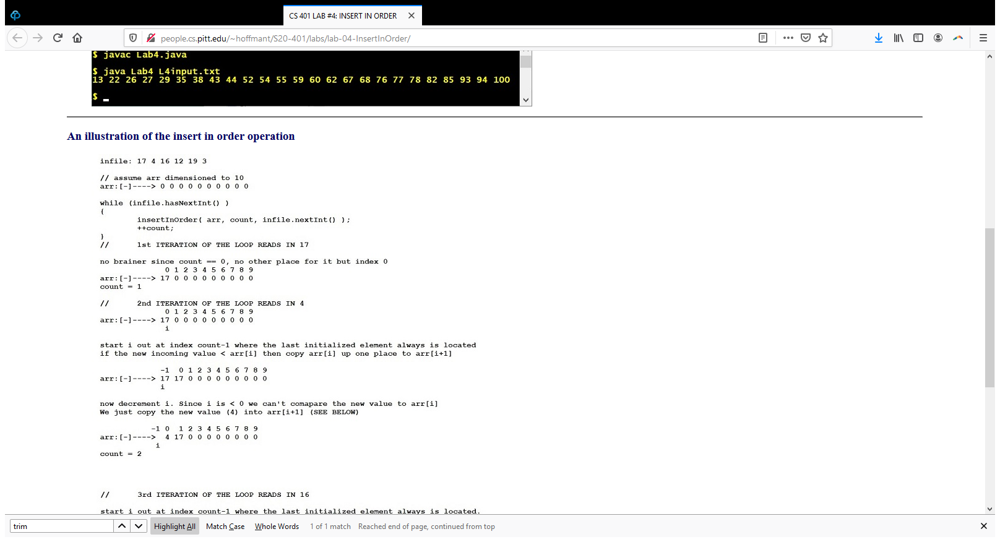 CS 401 LAB #4: INSERT IN ORDER
people.cs.pitt.edu/~hoffmant/S20-401/labs/lab-04-InsertInOrder/
$ javac Lab4.java
$ java Lab4 L4input.txt
13 22 26 27 29 35 38 43 44 52 54 55 59 60 62 67 68 76 77 78 82 85 93 94 100
$
An illustration of the insert in order operation
infile: 17 4 16 12 19 3
// assume arr dimensioned to 10
arr:[-]----> 0 0 0 0 0 0 0 0 0 0
while (infile.hasNextInt() )
{
insertInOrder( arr, count, infile.nextInt() );
++count;
}
// 1st ITERATION OF THE LOOP READS IN 17
no brainer since count == 0, no other place for it but index 0
0 1 2 3 4 5 6 7 8 9
arr:[-]----> 17 0 0 0 0 0 0 0 0 0
count = 1
// 2nd ITERATION OF THE LOOP READS IN 4
0 1 2 3 4 5 6 7 8 9
arr:[-]----> 17 0 0 0 0 0 0 0 0 0
i
start i out at index count-1 where the last initialized element always is located
if the new incoming value < arr[i] then copy arr[i] up one place to arr[i+1]
-1 0 1 2 3 4 5 6 7 8 9
arr:[-]----> 17 17 0 0 0 0 0 0 0 0 0
i
now decrement i. Since i is < 0 we can't comapare the new value to arr[i]
We just copy the new value (4) into arr[i+1] (SEE BELOW)
-1 0 1 2 3 4 5 6 7 8 9
arr:[-]----> 4 17 0 0 0 0 0 0 0 0
i
count = 2
// 3rd ITERATION OF THE LOOP READS IN 16
start i out at index count-1 where the last initialized element always is located.
trim Highlight All Match Case Whole Words 1 of 1 match Reached end of page, continued from top